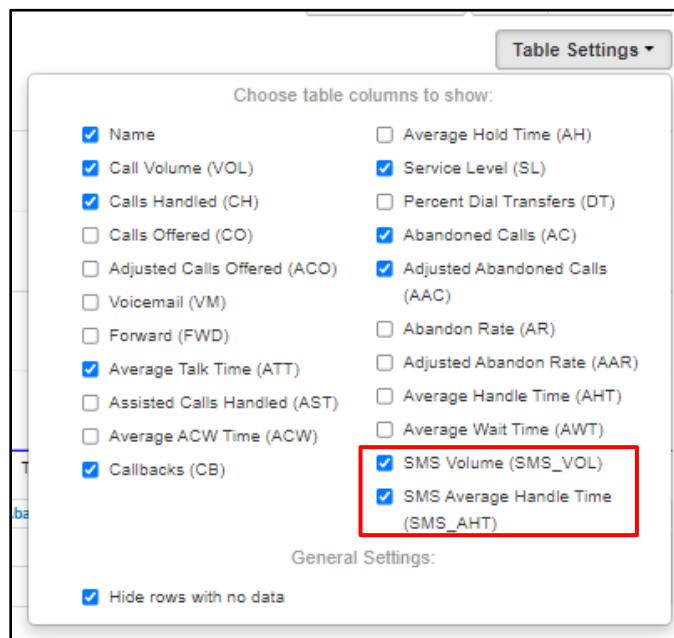 Table Settings
Choose table columns to show:
Name
Call Volume (VOL)
Calls Handled (CH)
Calls Offered (CO)
Adjusted Calls Offered (ACO)
Voicemail (VM)
Forward (FWD)
Average Talk Time (ATT)
Assisted Calls Handled (AST)
Average ACW Time (ACW)
Callbacks (CB)
Average Hold Time (AH)
Service Level (SL)
Percent Dial Transfers (DT)
Abandoned Calls (AC)
Adjusted Abandoned Calls
(AAC)
Abandon Rate (AR)
Adjusted Abandon Rate (AAR)
Average Handle Time (AHT)
Average Wait Time (AWT)
SMS Volume (SMS_VOL)
SMS Average Handle Time
(SMS_AHT)
General Settings:
Hide rows with no data